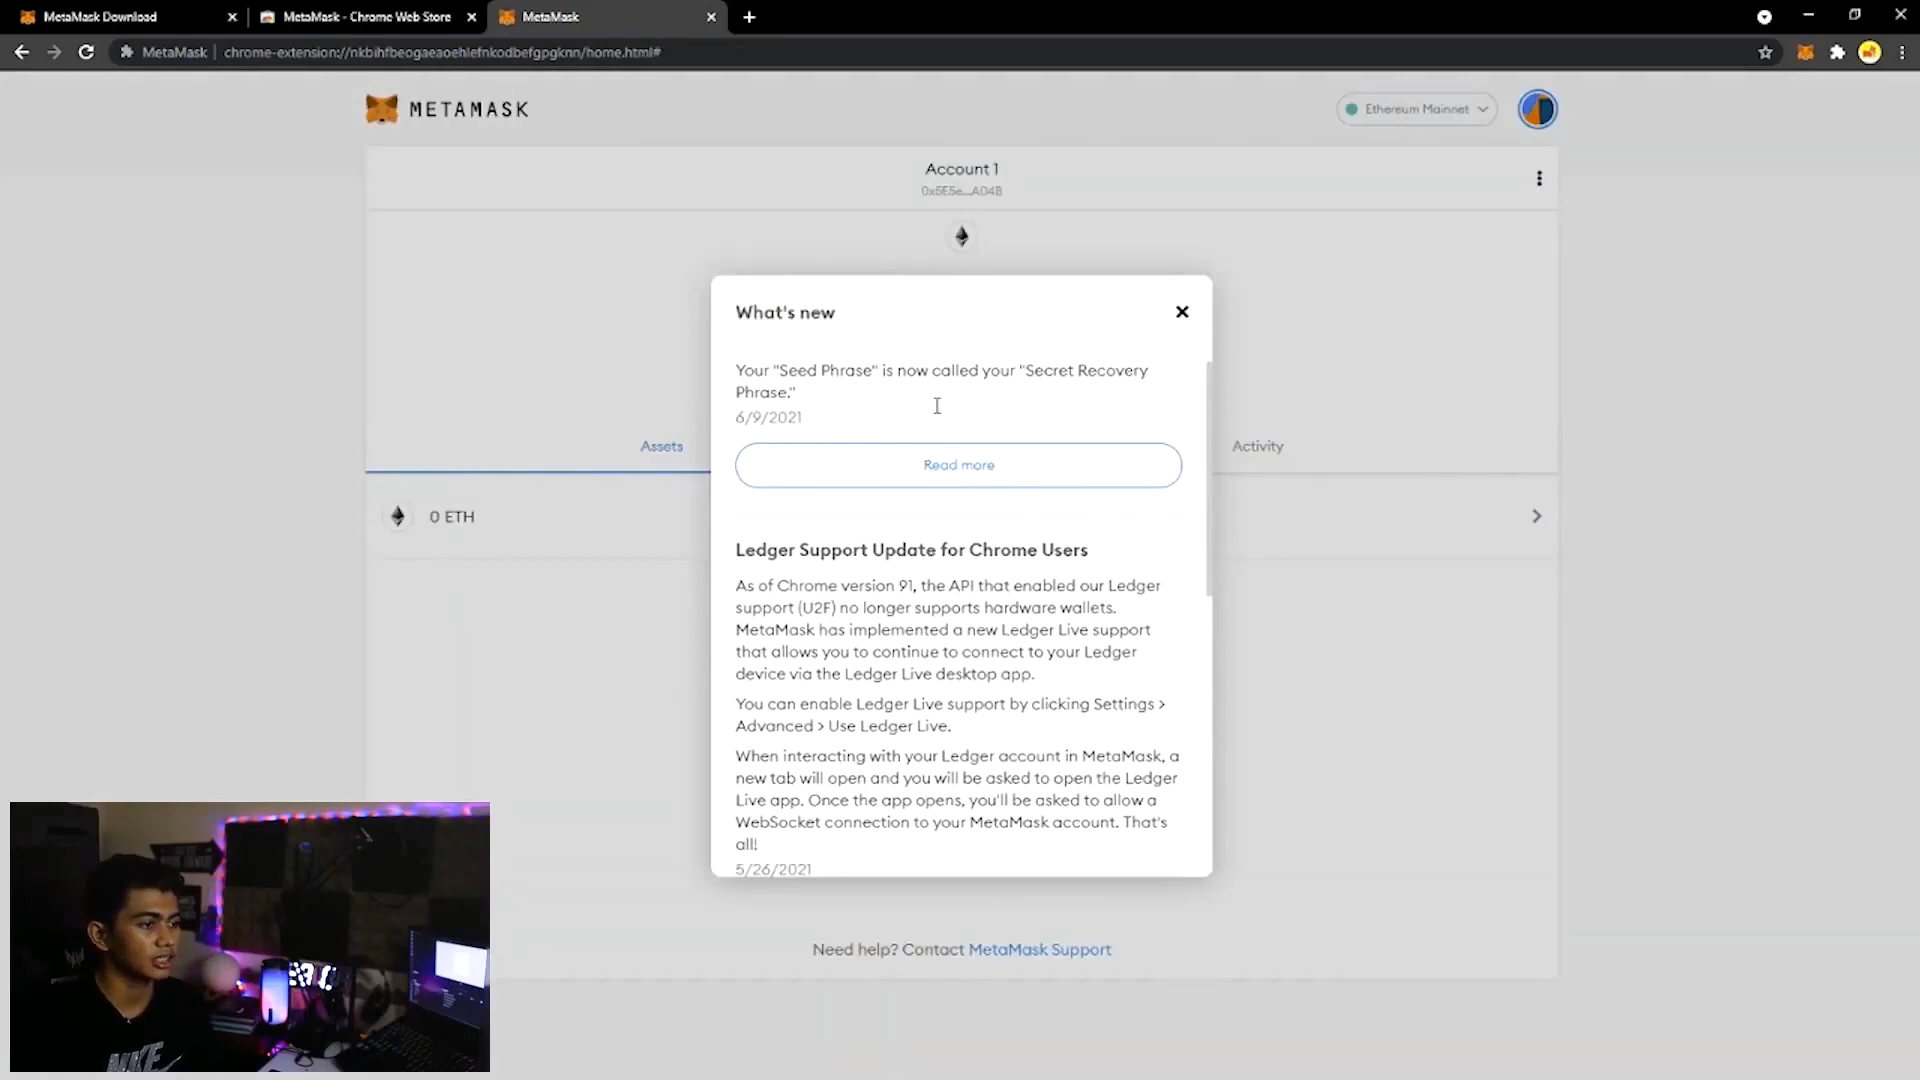 MetaMask Download
MetaMask - Chrome Web Store
MetaMask
MetaMask | chrome-extension://nkbihfbeogaeaoehlefnkodbefgpgknn/home.html#
METAMASK
Ethereum Mainnet
Account 1
0x5E5e...A04B
What's new
Your "Seed Phrase" is now called your "Secret Recovery
Phrase."
6/9/2021
Assets
Activity
Read more
0 ETH
Ledger Support Update for Chrome Users
As of Chrome version 91, the API that enabled our Ledger
support (U2F) no longer supports hardware wallets.
MetaMask has implemented a new Ledger Live support
that allows you to continue to connect to your Ledger
device via the Ledger Live desktop app.
You can enable Ledger Live support by clicking Settings >
Advanced > Use Ledger Live.
When interacting with your Ledger account in MetaMask, a
new tab will open and you will be asked to open the Ledger
Live app. Once the app opens, you'll be asked to allow a
WebSocket connection to your MetaMask account. That's
all!
5/26/2021
Need help? Contact MetaMask Support
NIKE